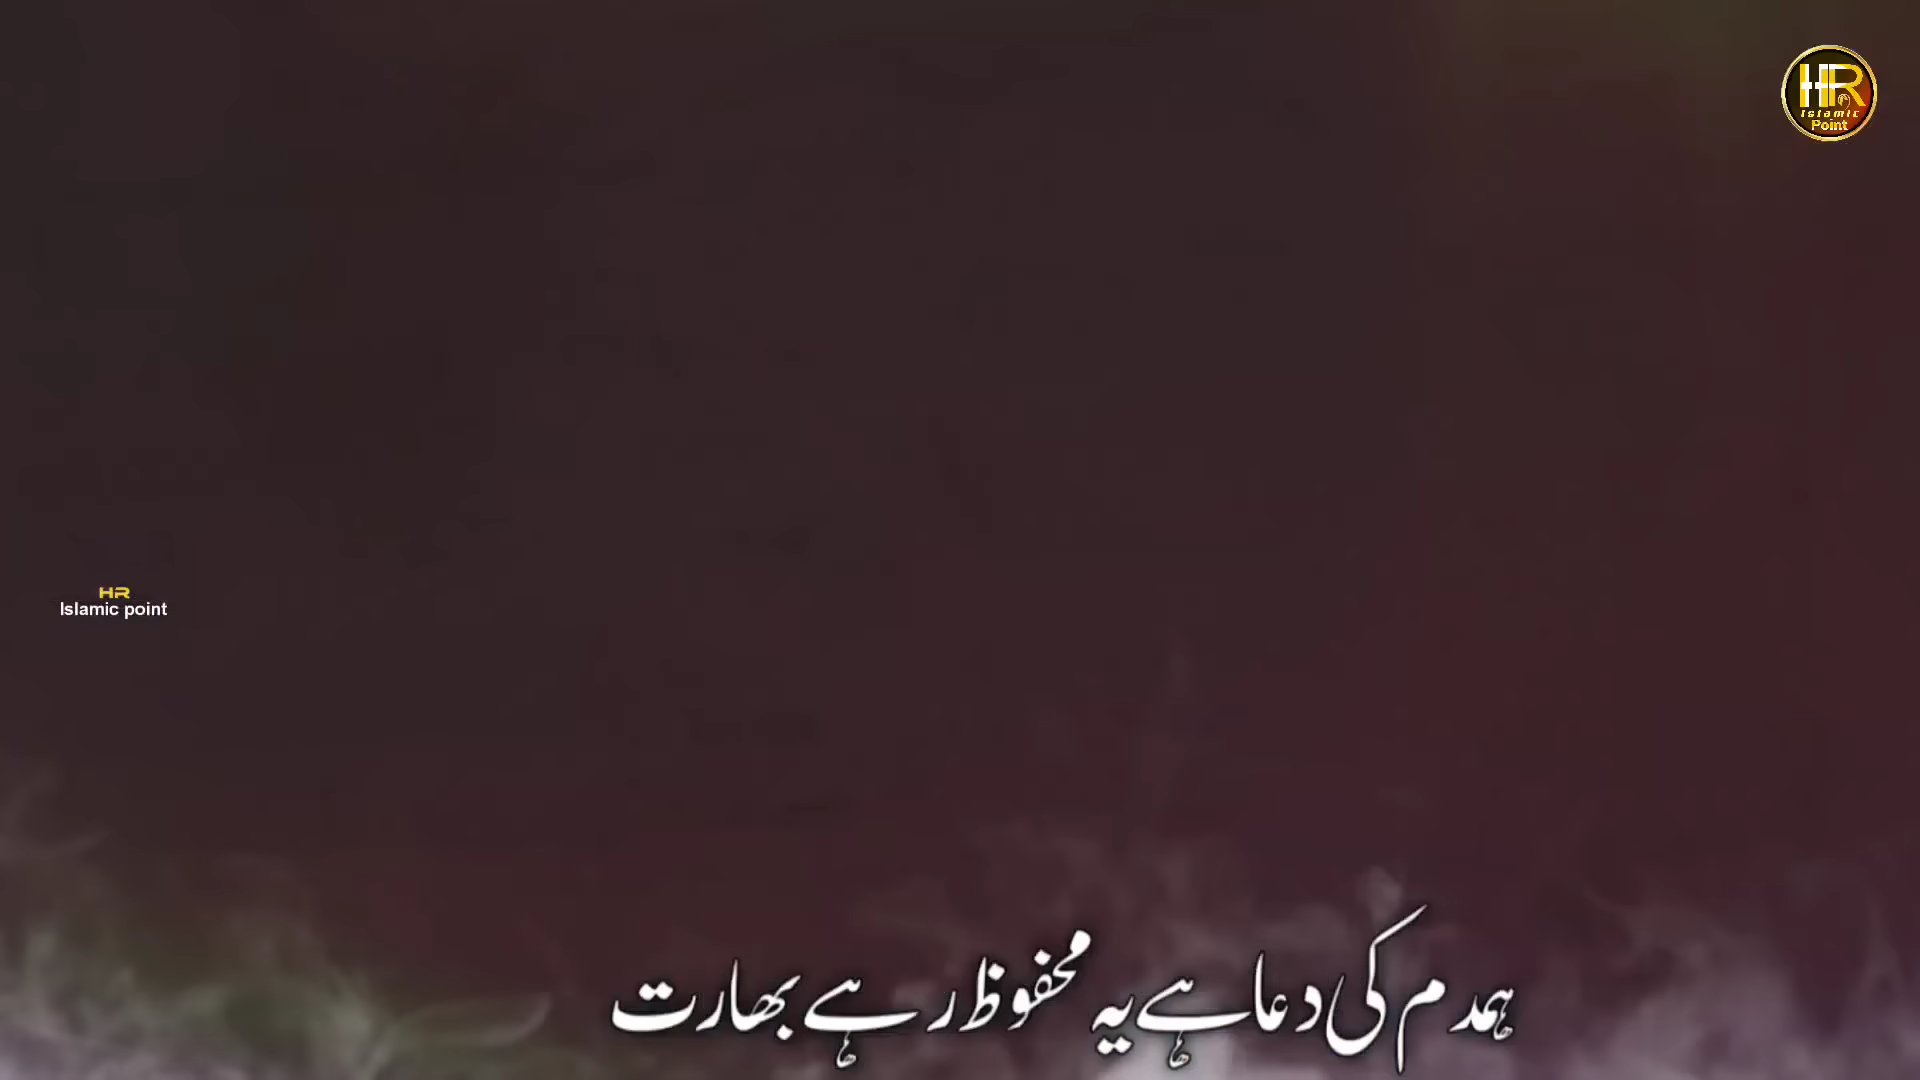 HR
Islamic
Point
HR
Islamic point
ہمدم کی دعا ہے یہ محفوظ رہے بھارت